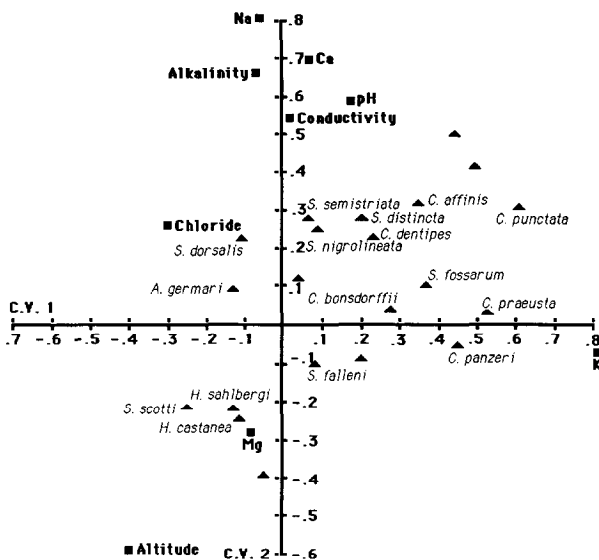 Na .8
.7 Ca
Alkalinity
.6 pH
Conductivity
.5
.4
S. semistriata C. affinis
.3 C. punctata
Chloride S. distincta
S. dorsalis S. nigrolineata C. dentipes
.2
A. germari .1 S. fossarum
C. bonsdorffii C. praeusta
C.V. 1
.7 -.6 -.5 -.4 -.3 -.2 -.1 .1 .2 .3 .4 .5 .6 .7 0.8
K
-.1 C. panzeri
S. falleni
H. sahlbergi -.2
S. scotti
H. castanea
-.3
Mg
-.4
-.5
Altitude C.V. 2 -.6